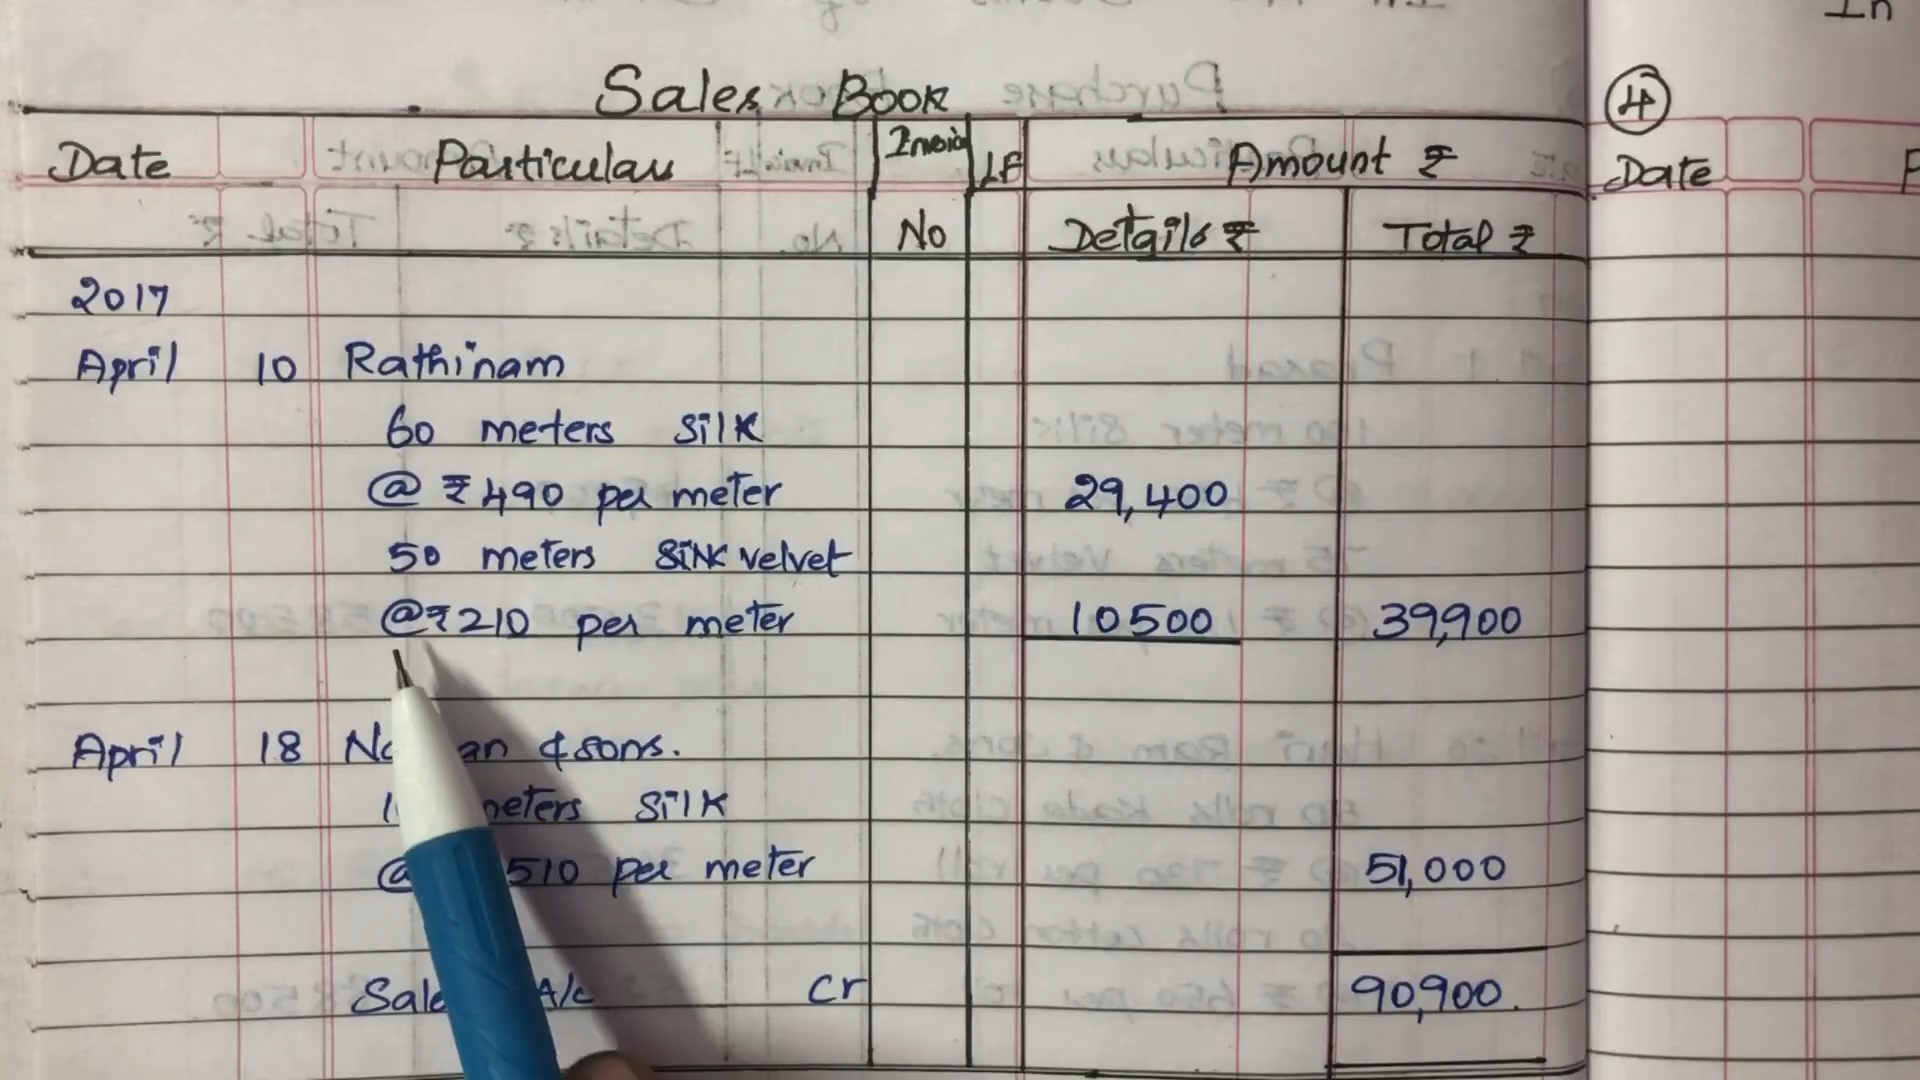 In
Sales Book
4
Date Particulars Invoice LF Amount ₹
No Details ₹ Total ₹
Date
2017
April 10 Rathinam
60 meters Silk
@ ₹490 per meter 29,400
50 meters Silk velvet
@₹210 per meter 10500 39,900
April 18 &sons.
meters Silk
@ 510 per meter 51,000
A/c Cr 90,900.